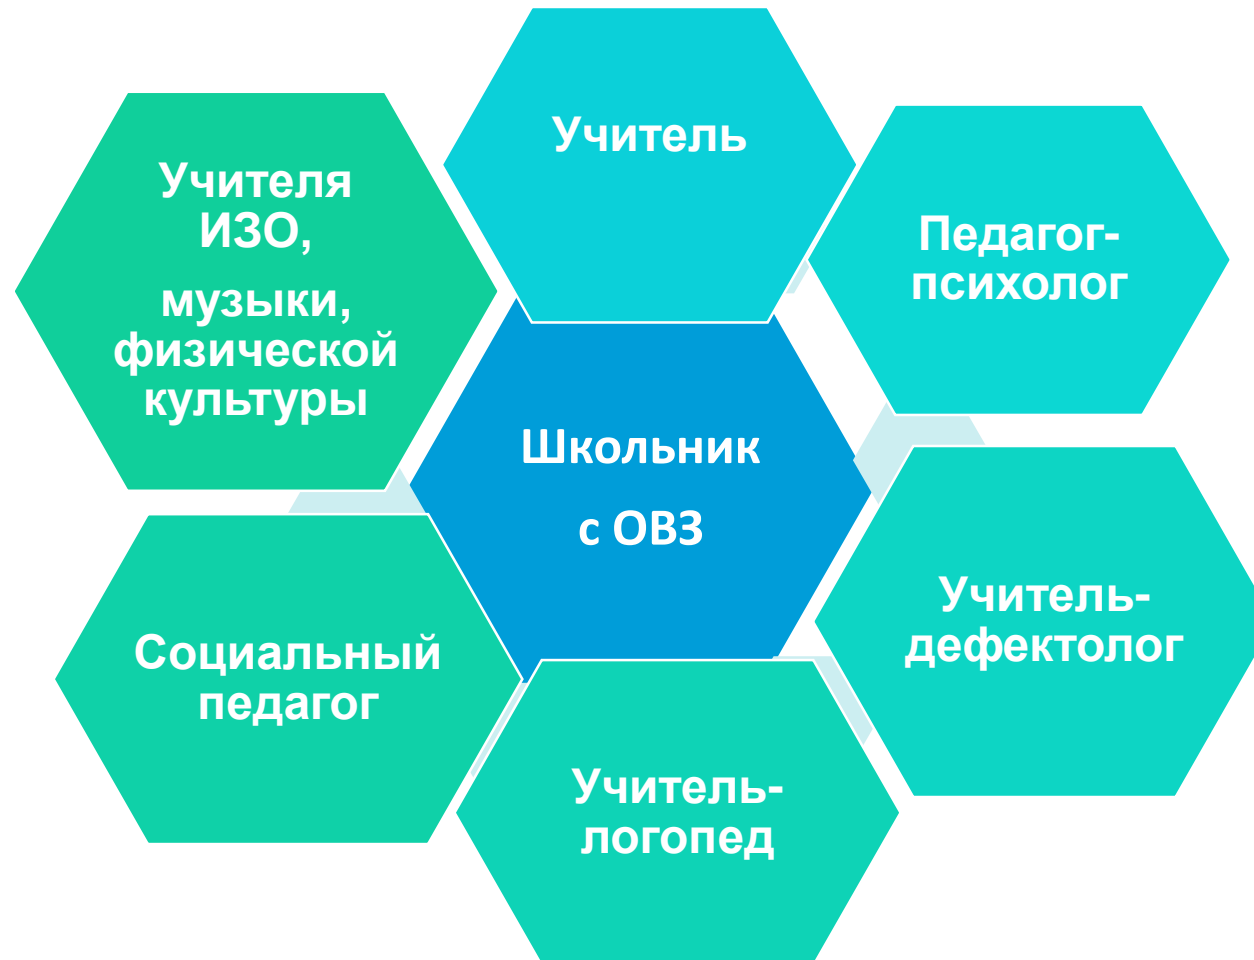 Учитель
Педагог-
психолог
Учитель-
дефектолог
Учитель-
логопед
Социальный
педагог
Учителя
ИЗО,
музыки,
физической
культуры
Школьник
с ОВЗ